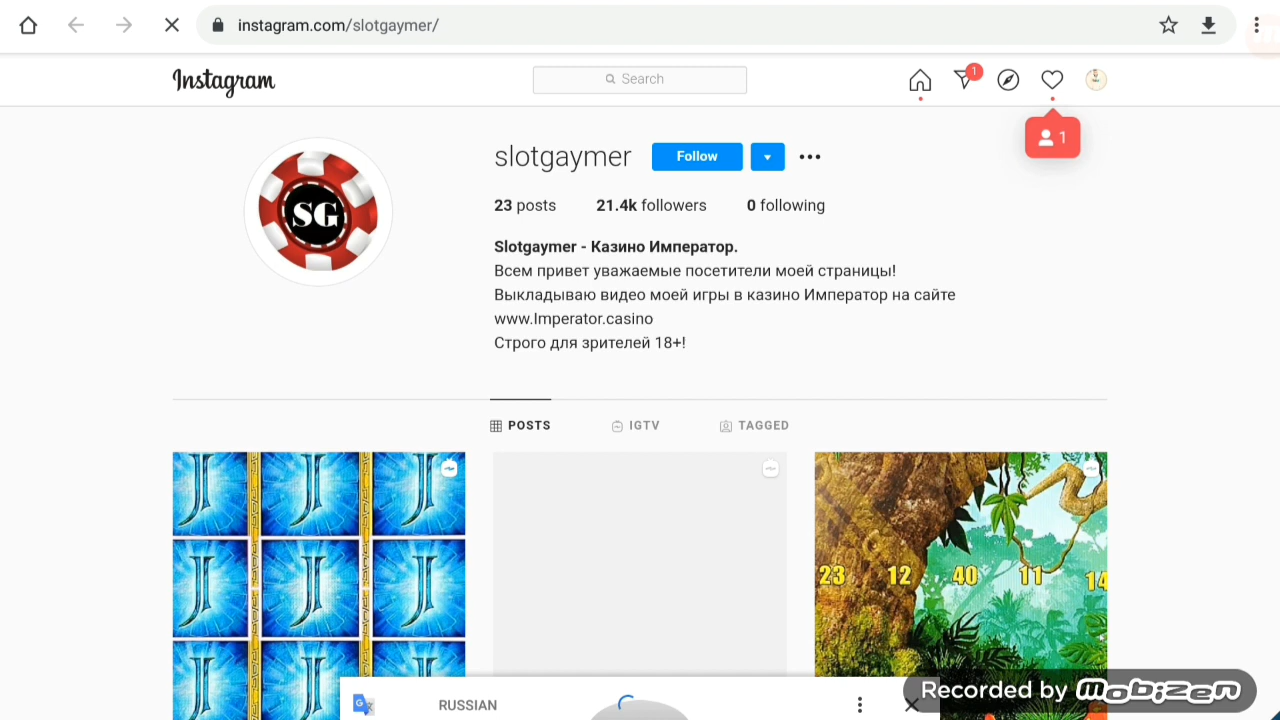 instagram.com/slotgaymer/
Instagram
Search
1
1
slotgaymer
Follow
23 posts
21.4k followers
0 following
SG
Slotgaymer - Казино Император.
Всем привет уважаемые посетители моей страницы!
Выкладываю видео моей игры в казино Император на сайте
www.Imperator.casino
Строго для зрителей 18+!
POSTS
IGTV
TAGGED
J J J
23 12 40 11 14
J J J
J J J
RUSSIAN
Recorded by Mobizen